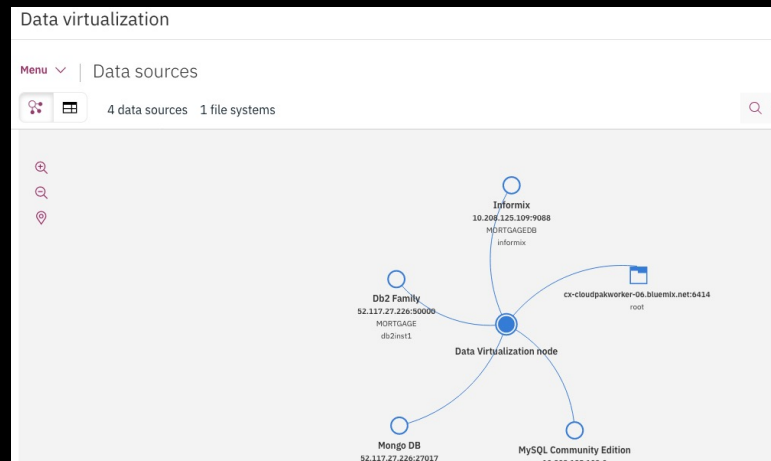 Data virtualization
Menu | Data sources
4 data sources 1 file systems
Informix
10.208.125.109:9088
MORTGAGEDB
informix
cx-cloudpakworker-06.bluemix.net:6414
root
Db2 Family
52.117.27.226:50000
MORTGAGE
db2inst1
Data Virtualization node
Mongo DB
52.117.27.226:27017
MySQL Community Edition